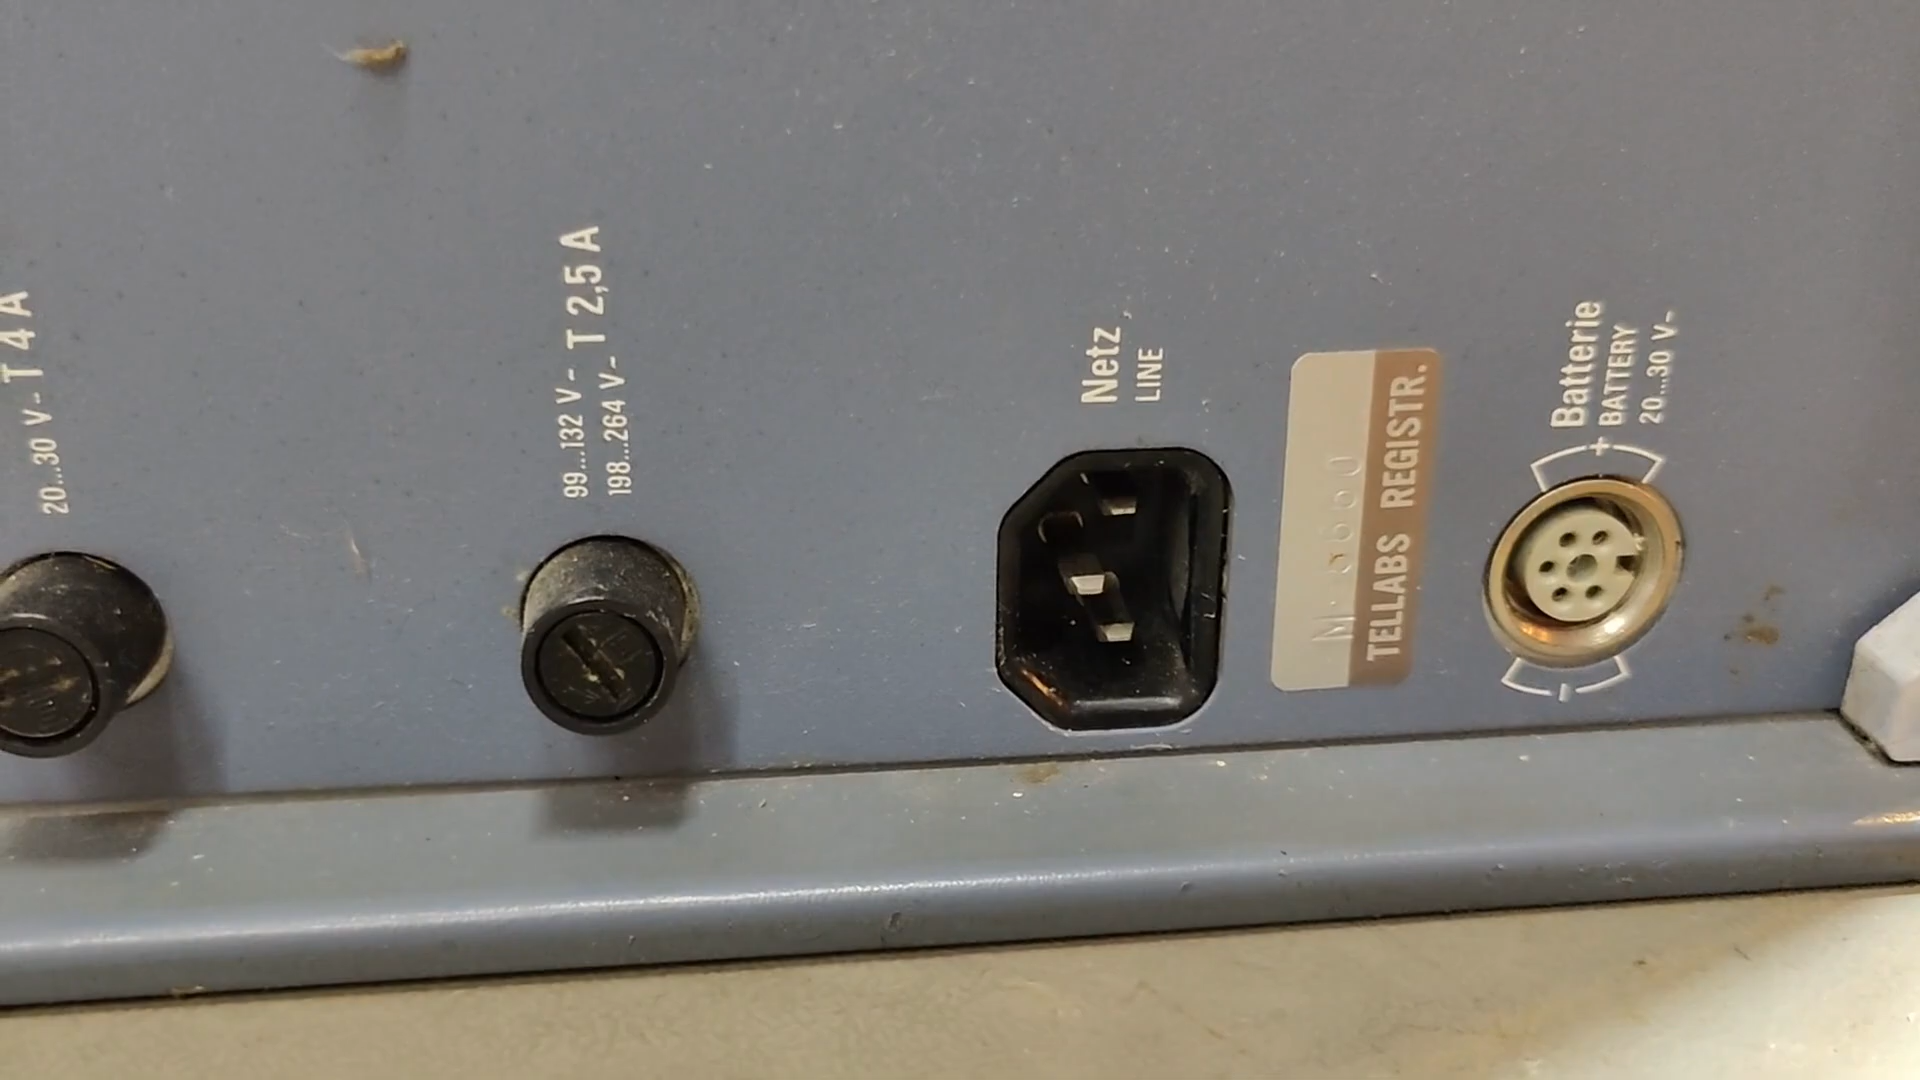 20...30 V- T 4 A
99...132 V- T 2,5 A
198...264 V-
Netz
LINE
TELLABS REGISTR.
Batterie
BATTERY
20...30 V-
+
-